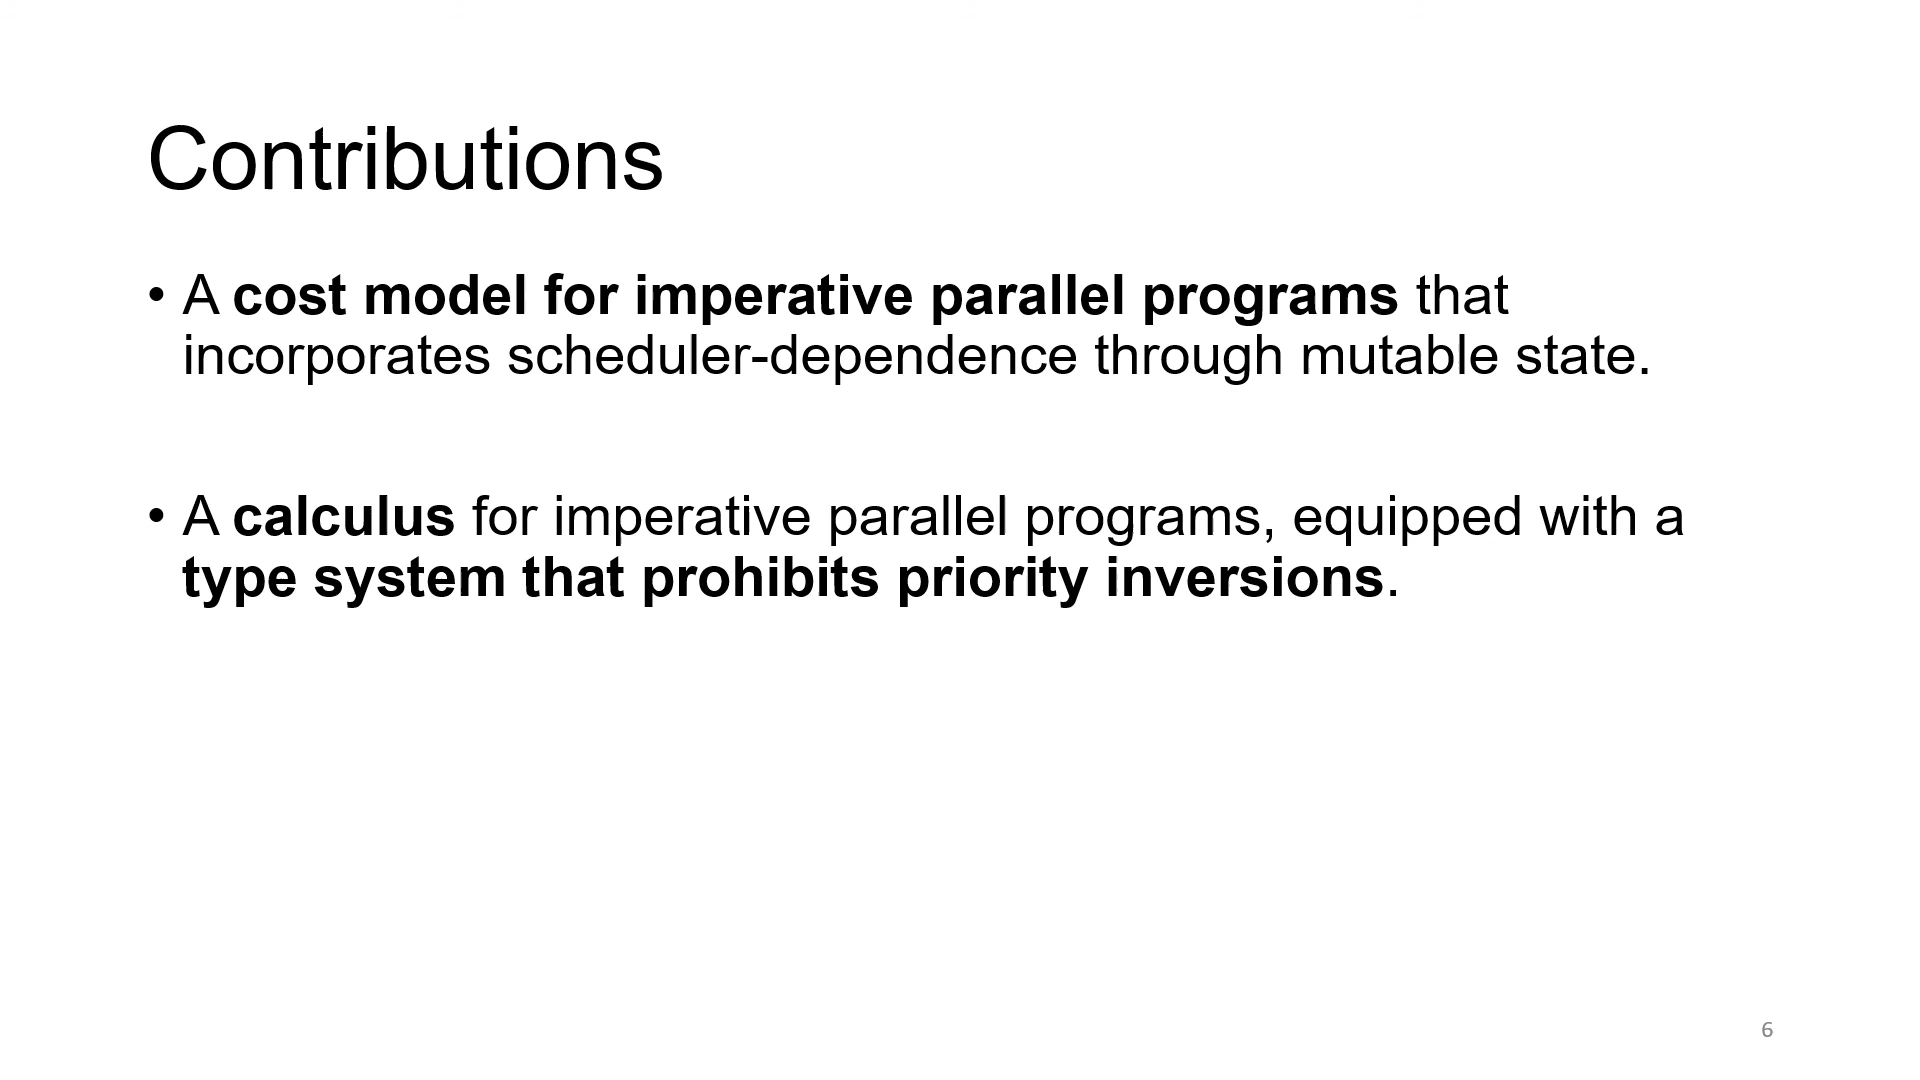 Contributions
• A cost model for imperative parallel programs that
incorporates scheduler-dependence through mutable state.
• A calculus for imperative parallel programs, equipped with a
type system that prohibits priority inversions.
6